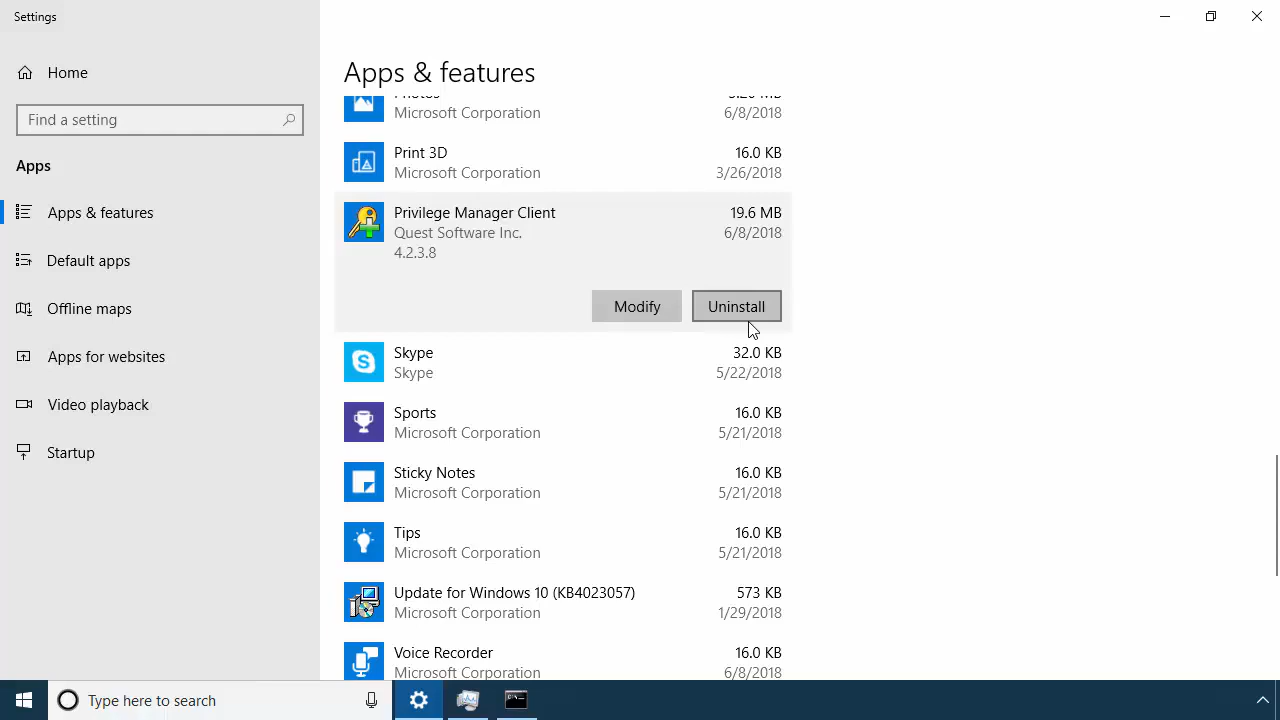 Settings
Home
Find a setting
Apps
Apps & features
Default apps
Offline maps
Apps for websites
Video playback
Startup
Apps & features
Microsoft Corporation 6/8/2018
Print 3D 16.0 KB
Microsoft Corporation 3/26/2018
Privilege Manager Client 19.6 MB
Quest Software Inc. 6/8/2018
4.2.3.8
Modify Uninstall
Skype 32.0 KB
Skype 5/22/2018
Sports 16.0 KB
Microsoft Corporation 5/21/2018
Sticky Notes 16.0 KB
Microsoft Corporation 5/21/2018
Tips 16.0 KB
Microsoft Corporation 5/21/2018
Update for Windows 10 (KB4023057) 573 KB
Microsoft Corporation 1/29/2018
Voice Recorder 16.0 KB
Microsoft Corporation 6/8/2018
Type here to search